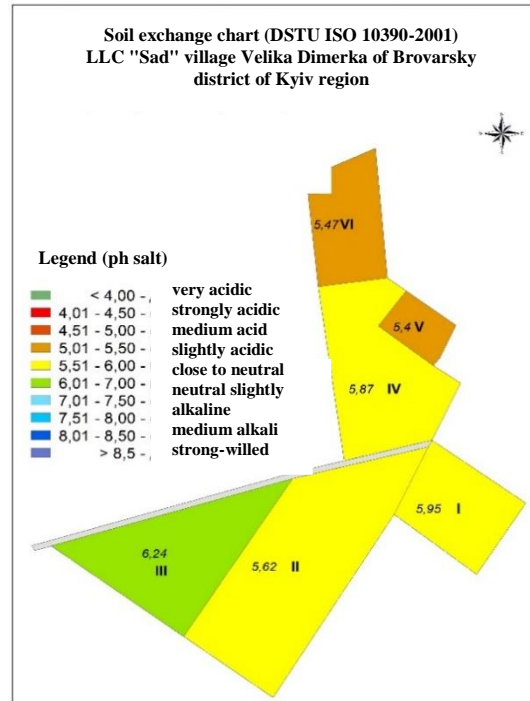 Soil exchange chart (DSTU ISO 10390-2001)
LLC "Sad" village Velika Dimerka of Brovarsky
district of Kyiv region
5,47 VI
Legend (ph salt)
< 4,00 - very acidic
4,01 - 4,50 - strongly acidic
4,51 - 5,00 - medium acid
5,01 - 5,50 - slightly acidic
5,51 - 6,00 - close to neutral
6,01 - 7,00 - neutral slightly
7,01 - 7,50 - alkaline
7,51 - 8,00 - medium alkali
8,01 - 8,50 - strong-willed
> 8,5 -
5,4 V
5,87 IV
5,95 I
6,24
III
5,62 II